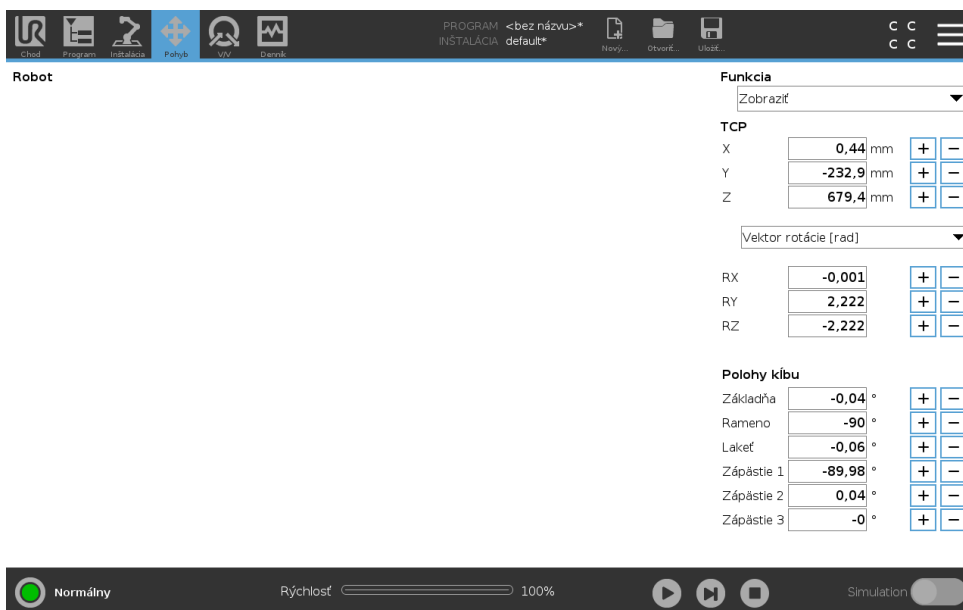 PROGRAM <bez názvu>*
INŠTALÁCIA default*
Chod Program Inštalácia Pohyb V/V Denník Nový... Otvoriť... Uložiť...
C C
C C
Robot
Funkcia
Zobraziť
TCP
X 0,44 mm + −
Y -232,9 mm + −
Z 679,4 mm + −
Vektor rotácie [rad]
RX -0,001 + −
RY 2,222 + −
RZ -2,222 + −
Polohy kĺbu
Základňa -0,04 ° + −
Rameno -90 ° + −
Lakeť -0,06 ° + −
Zápästie 1 -89,98 ° + −
Zápästie 2 0,04 ° + −
Zápästie 3 -0 ° + −
Normálny Rýchlosť 100% Simulation